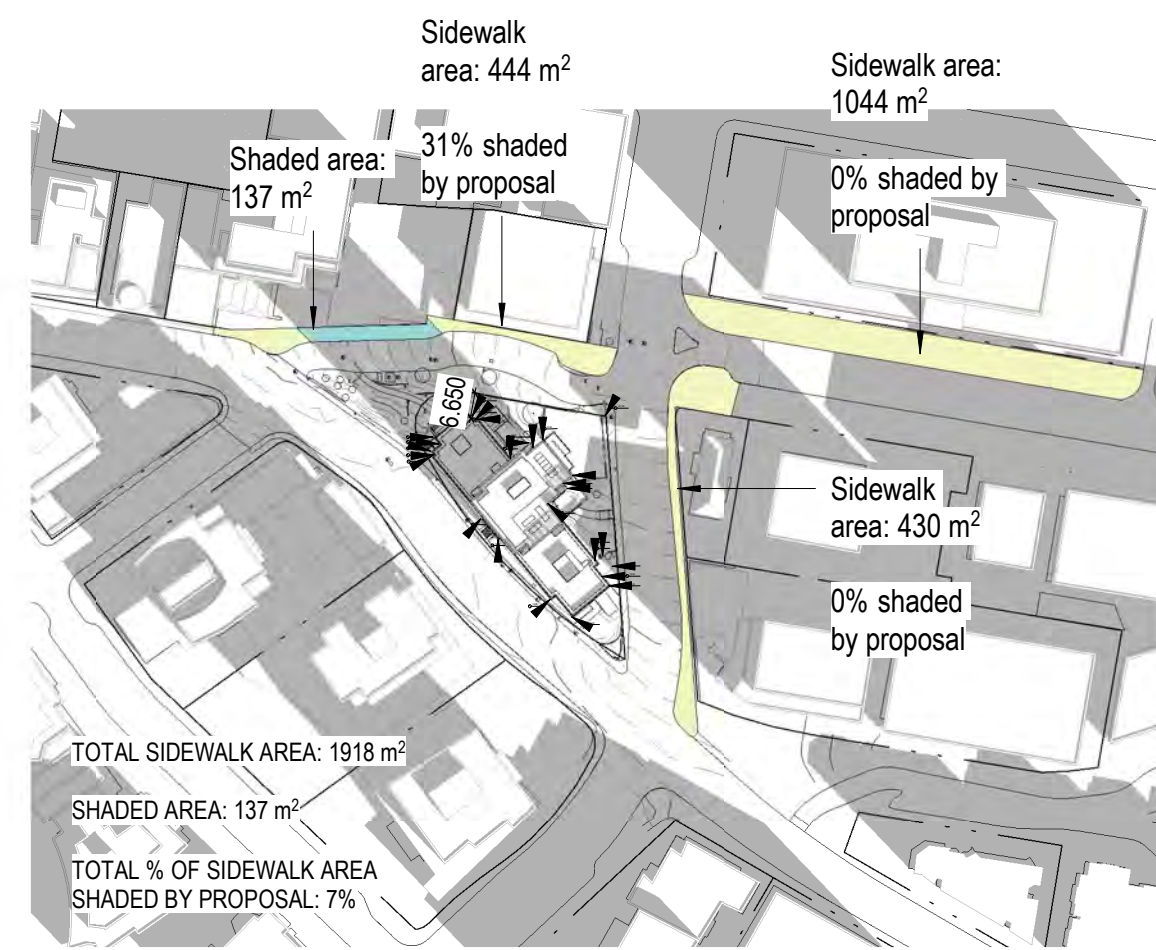 Sidewalk
area: 444 m²
Sidewalk area:
1044 m²
Shaded area:
137 m²
31% shaded
by proposal
0% shaded by
proposal
6.650
Sidewalk
area: 430 m²
0% shaded
by proposal
TOTAL SIDEWALK AREA: 1918 m²
SHADED AREA: 137 m²
TOTAL % OF SIDEWALK AREA
SHADED BY PROPOSAL: 7%